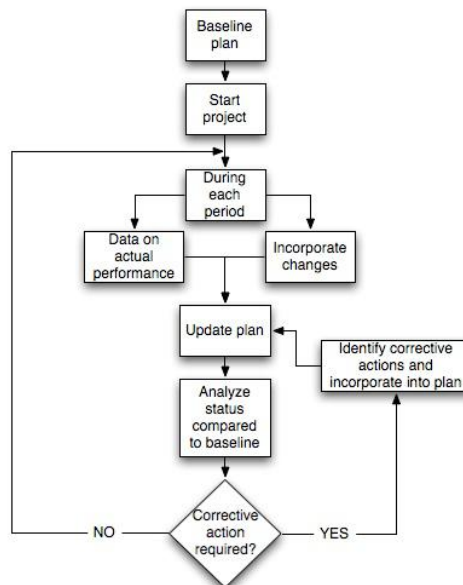 Baseline
plan
Start
project
During
each
period
Data on
actual
performance
Incorporate
changes
Update plan
Identify corrective
actions and
incorporate into plan
Analyze
status
compared
to baseline
NO
Corrective
action
required?
YES